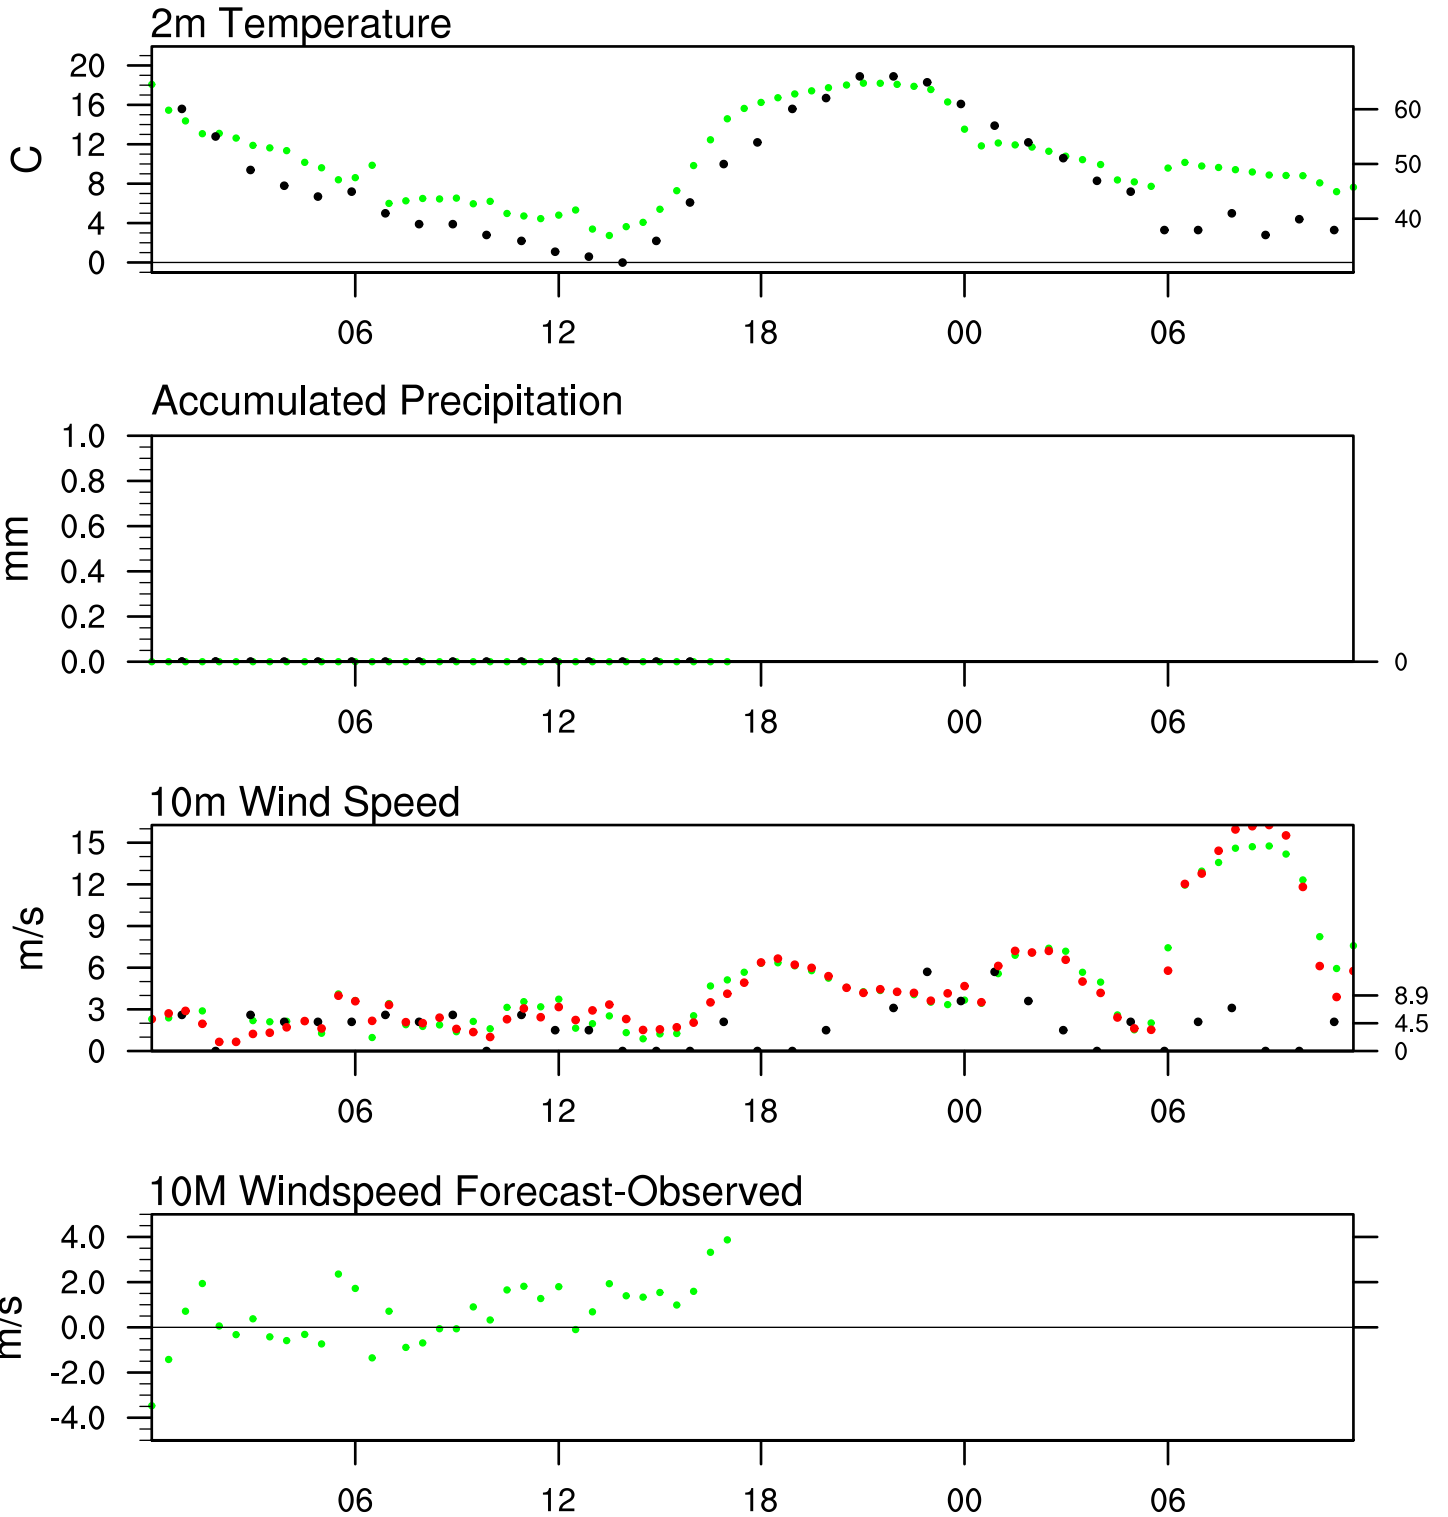 2m Temperature
20
16
12
8
4
0
C
60
50
40
06 12 18 00 06
Accumulated Precipitation
1.0
0.8
0.6
0.4
0.2
0.0
mm
0
06 12 18 00 06
10m Wind Speed
15
12
9
6
3
0
m/s
8.9
4.5
0
06 12 18 00 06
10M Windspeed Forecast-Observed
4.0
2.0
0.0
-2.0
-4.0
m/s
06 12 18 00 06